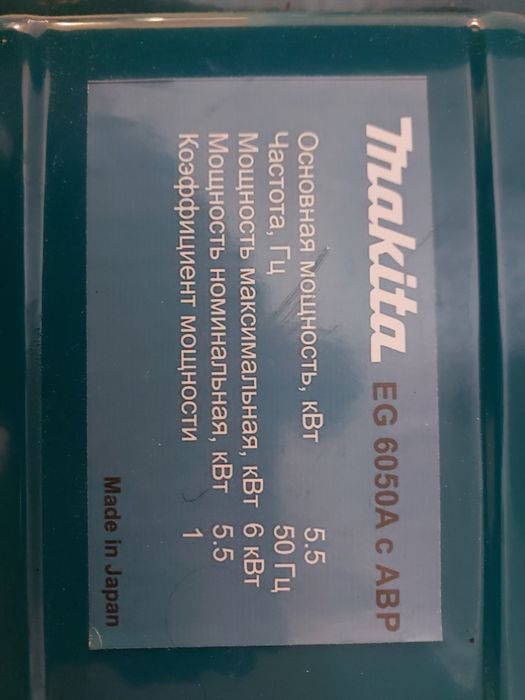 makita EG 6050A с АВР
Основная мощность, кВт 5.5
Частота, Гц 50 Гц
Мощность максимальная, кВт 6 кВт
Мощность номинальная, кВт 5.5
Коэффициент мощности 1
Made in Japan